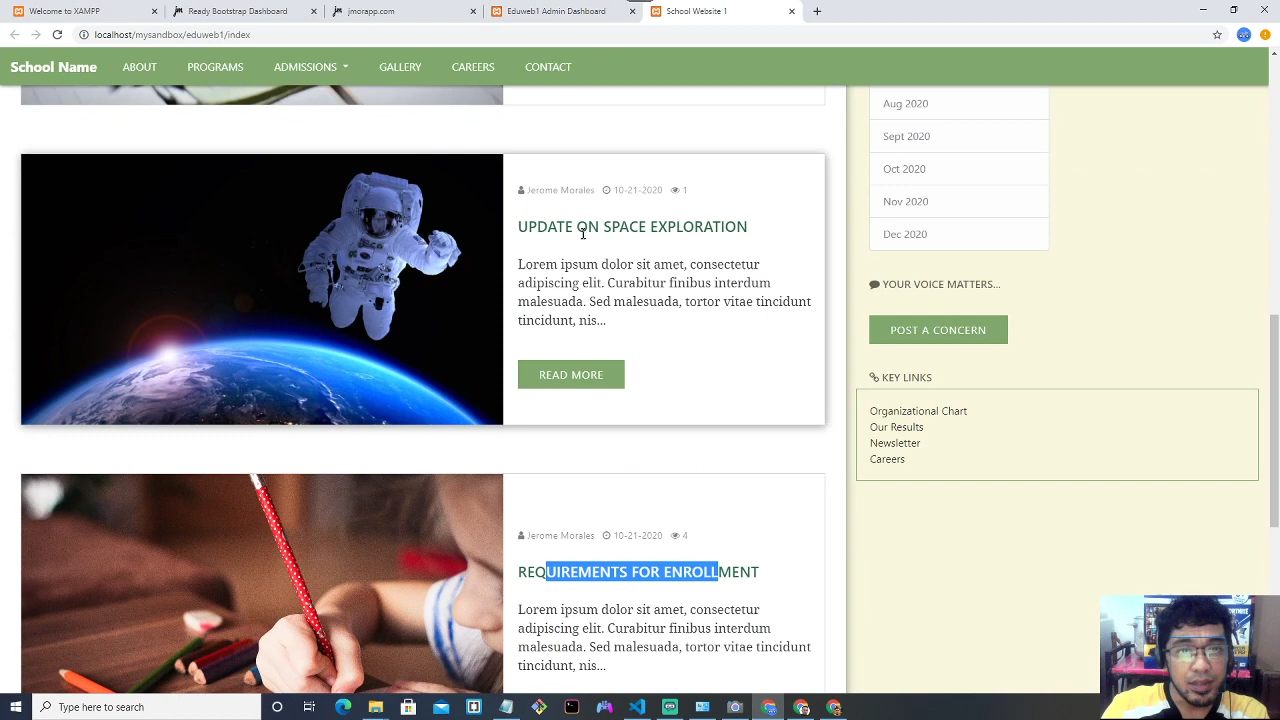 Welcome to XAMPP
Ready Bootstrap Dashboard
jmorapp.com
Eduweb1 Admin Dashboard
School Website 1
localhost/mysandbox/eduweb1/index
School Name
ABOUT
PROGRAMS
ADMISSIONS
GALLERY
CAREERS
CONTACT
Jerome Morales 10-21-2020 1
UPDATE ON SPACE EXPLORATION
Lorem ipsum dolor sit amet, consectetur
adipiscing elit. Curabitur finibus interdum
malesuada. Sed malesuada, tortor vitae tincidunt
tincidunt, nis...
READ MORE
Jerome Morales 10-21-2020 4
REQUIREMENTS FOR ENROLLMENT
Lorem ipsum dolor sit amet, consectetur
adipiscing elit. Curabitur finibus interdum
malesuada. Sed malesuada, tortor vitae tincidunt
tincidunt, nis...
Aug 2020
Sept 2020
Oct 2020
Nov 2020
Dec 2020
YOUR VOICE MATTERS...
POST A CONCERN
KEY LINKS
Organizational Chart
Our Results
Newsletter
Careers
Type here to search